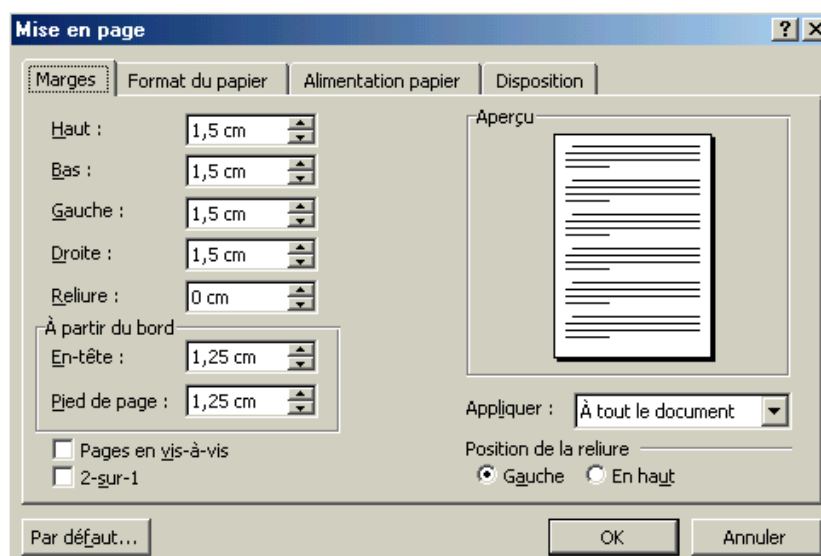 Mise en page
Marges Format du papier Alimentation papier Disposition
Haut : 1,5 cm
Bas : 1,5 cm
Gauche : 1,5 cm
Droite : 1,5 cm
Reliure : 0 cm
À partir du bord
En-tête : 1,25 cm
Pied de page : 1,25 cm
Pages en vis-à-vis
2-sur-1
Aperçu
Appliquer : À tout le document
Position de la reliure
Gauche En haut
Par défaut... OK Annuler